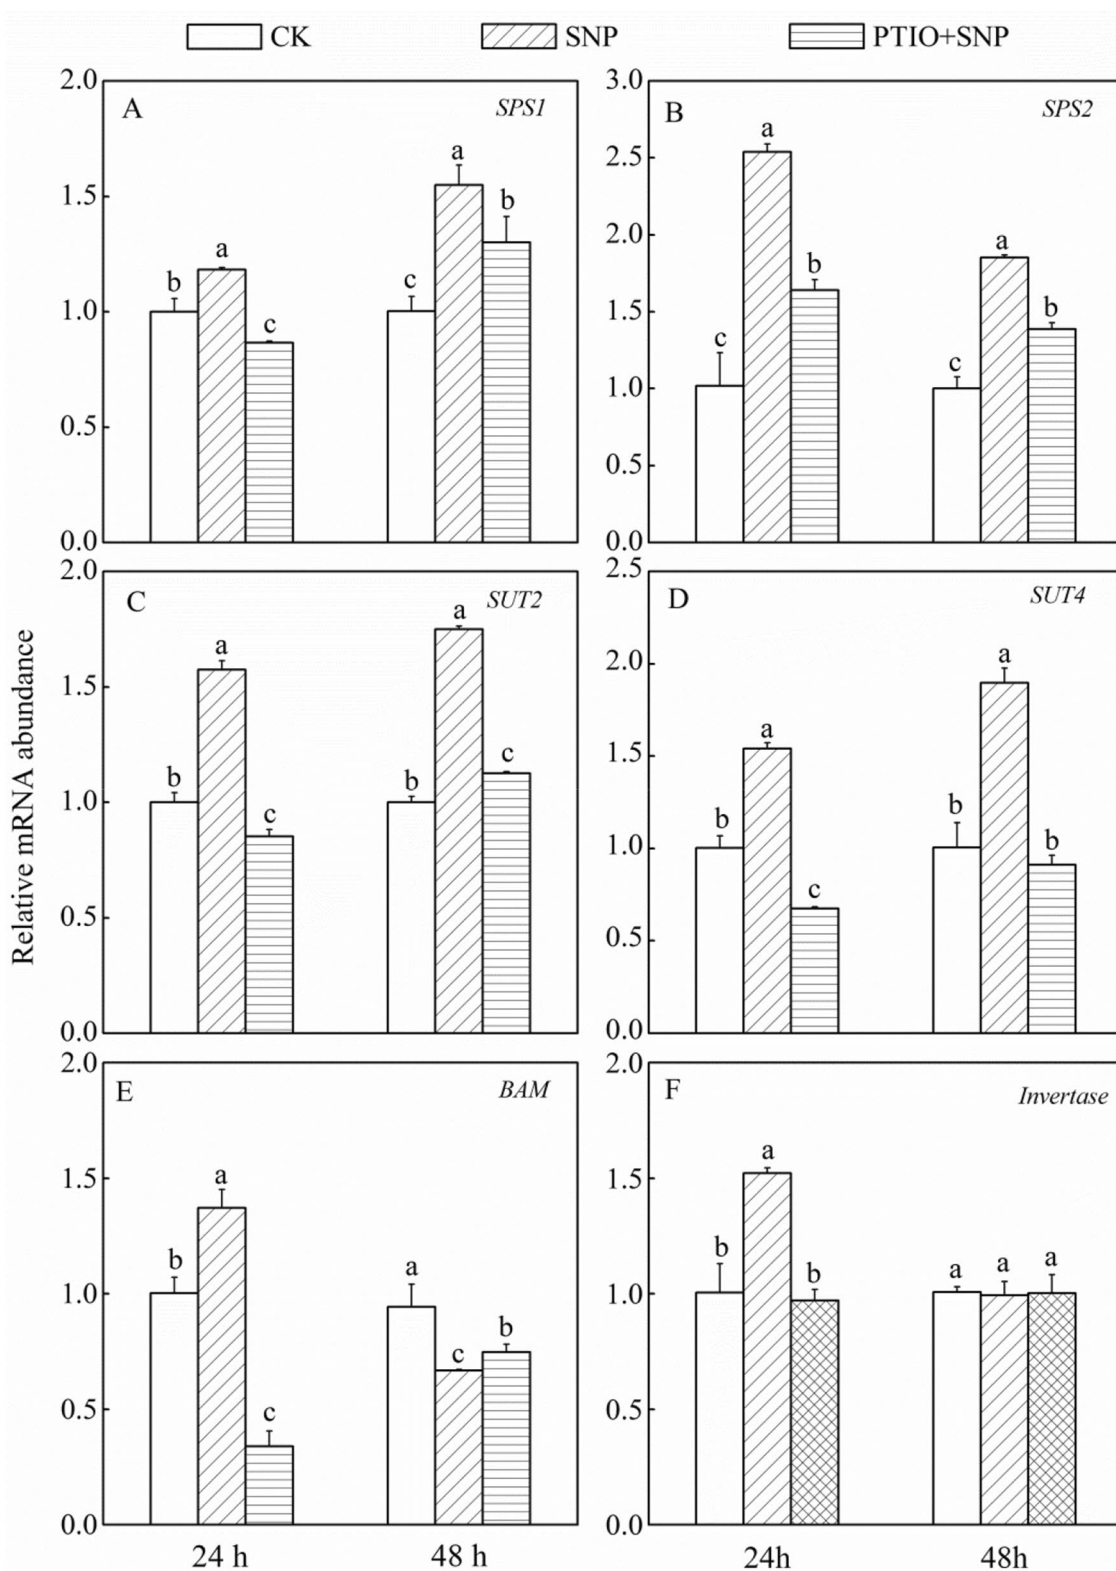 CK SNP PTIO+SNP
A SPS1
2.0
1.5
1.0
0.5
0.0
b a c c a b
B SPS2
3.0
2.5
2.0
1.5
1.0
0.5
0.0
c a b c a b
C SUT2
2.0
1.5
1.0
0.5
0.0
b a c b a c
D SUT4
2.5
2.0
1.5
1.0
0.5
0.0
b a c b a b
Relative mRNA abundance
E BAM
2.0
1.5
1.0
0.5
0.0
b a c a c b
24 h 48 h
F Invertase
2.0
1.5
1.0
0.5
0.0
b a b a a a
24h 48h